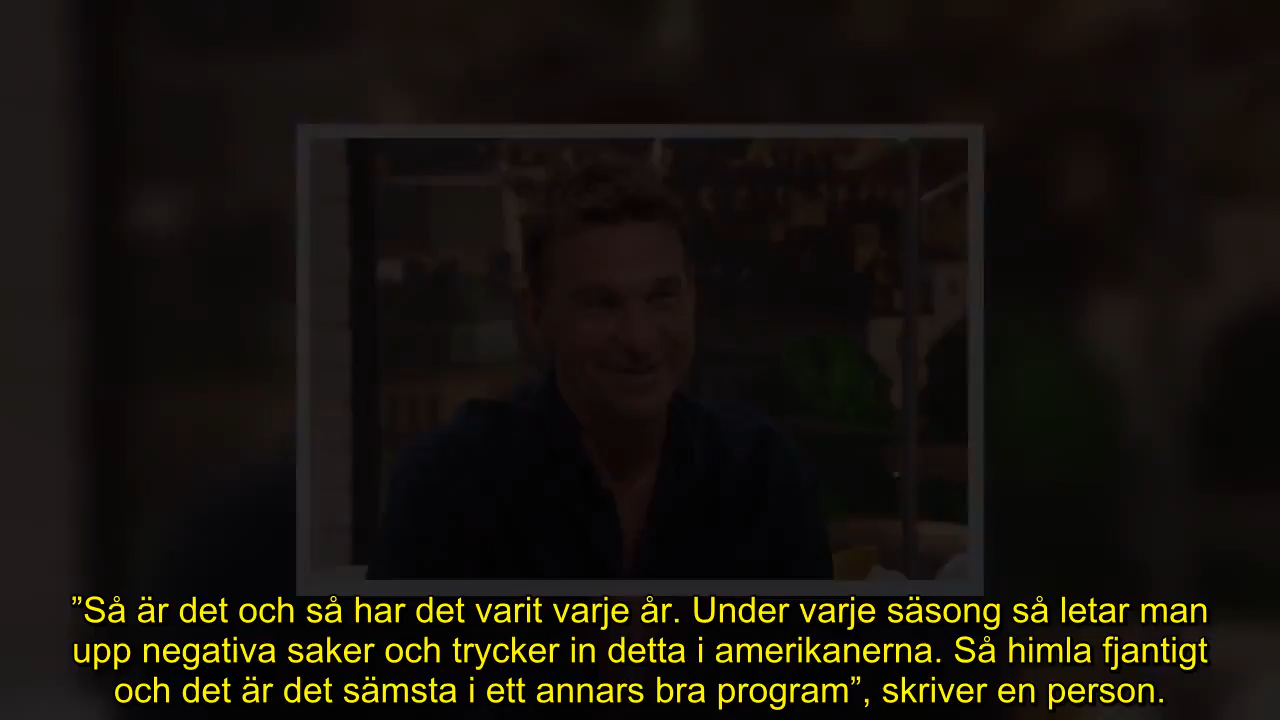 ”Så är det och så har det varit varje år. Under varje säsong så letar man
upp negativa saker och trycker in detta i amerikanerna. Så himla fjantigt
och det är det sämsta i ett annars bra program”, skriver en person.